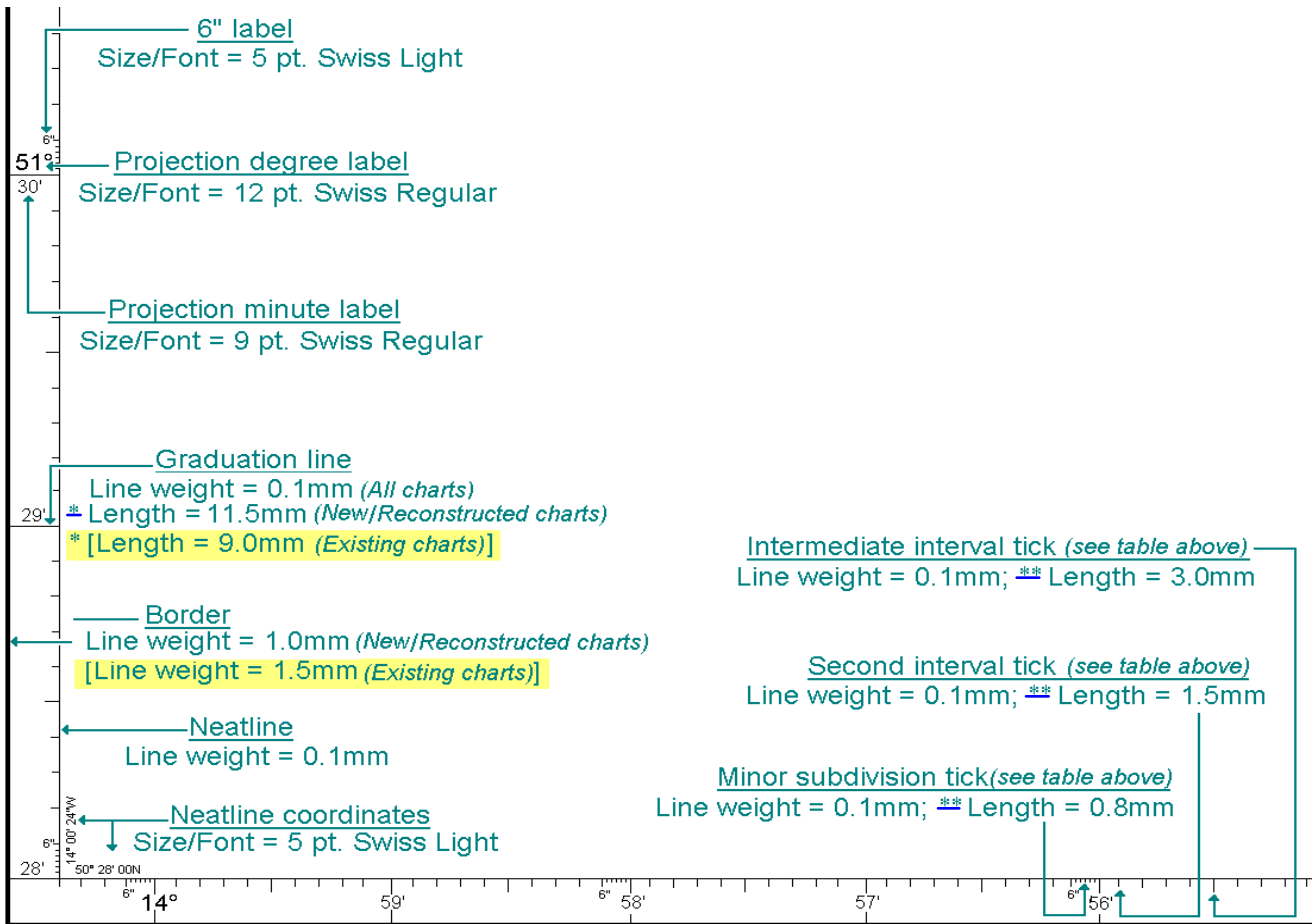 6" label
Size/Font = 5 pt. Swiss Light
6"
51°
Projection degree label
30'
Size/Font = 12 pt. Swiss Regular
Projection minute label
Size/Font = 9 pt. Swiss Regular
Graduation line
Line weight = 0.1mm (All charts)
29'
* Length = 11.5mm (New/Reconstructed charts)
* [Length = 9.0mm (Existing charts)]
Intermediate interval tick (see table above)
Line weight = 0.1mm; ** Length = 3.0mm
Border
Line weight = 1.0mm (New/Reconstructed charts)
[Line weight = 1.5mm (Existing charts)]
Second interval tick (see table above)
Line weight = 0.1mm; ** Length = 1.5mm
Neatline
Line weight = 0.1mm
Minor subdivision tick(see table above)
Line weight = 0.1mm; ** Length = 0.8mm
14° 00' 24"W
Neatline coordinates
Size/Font = 5 pt. Swiss Light
6"
28'
50° 28' 00N
6" 14° 59' 6" 58' 57' 6" 56'